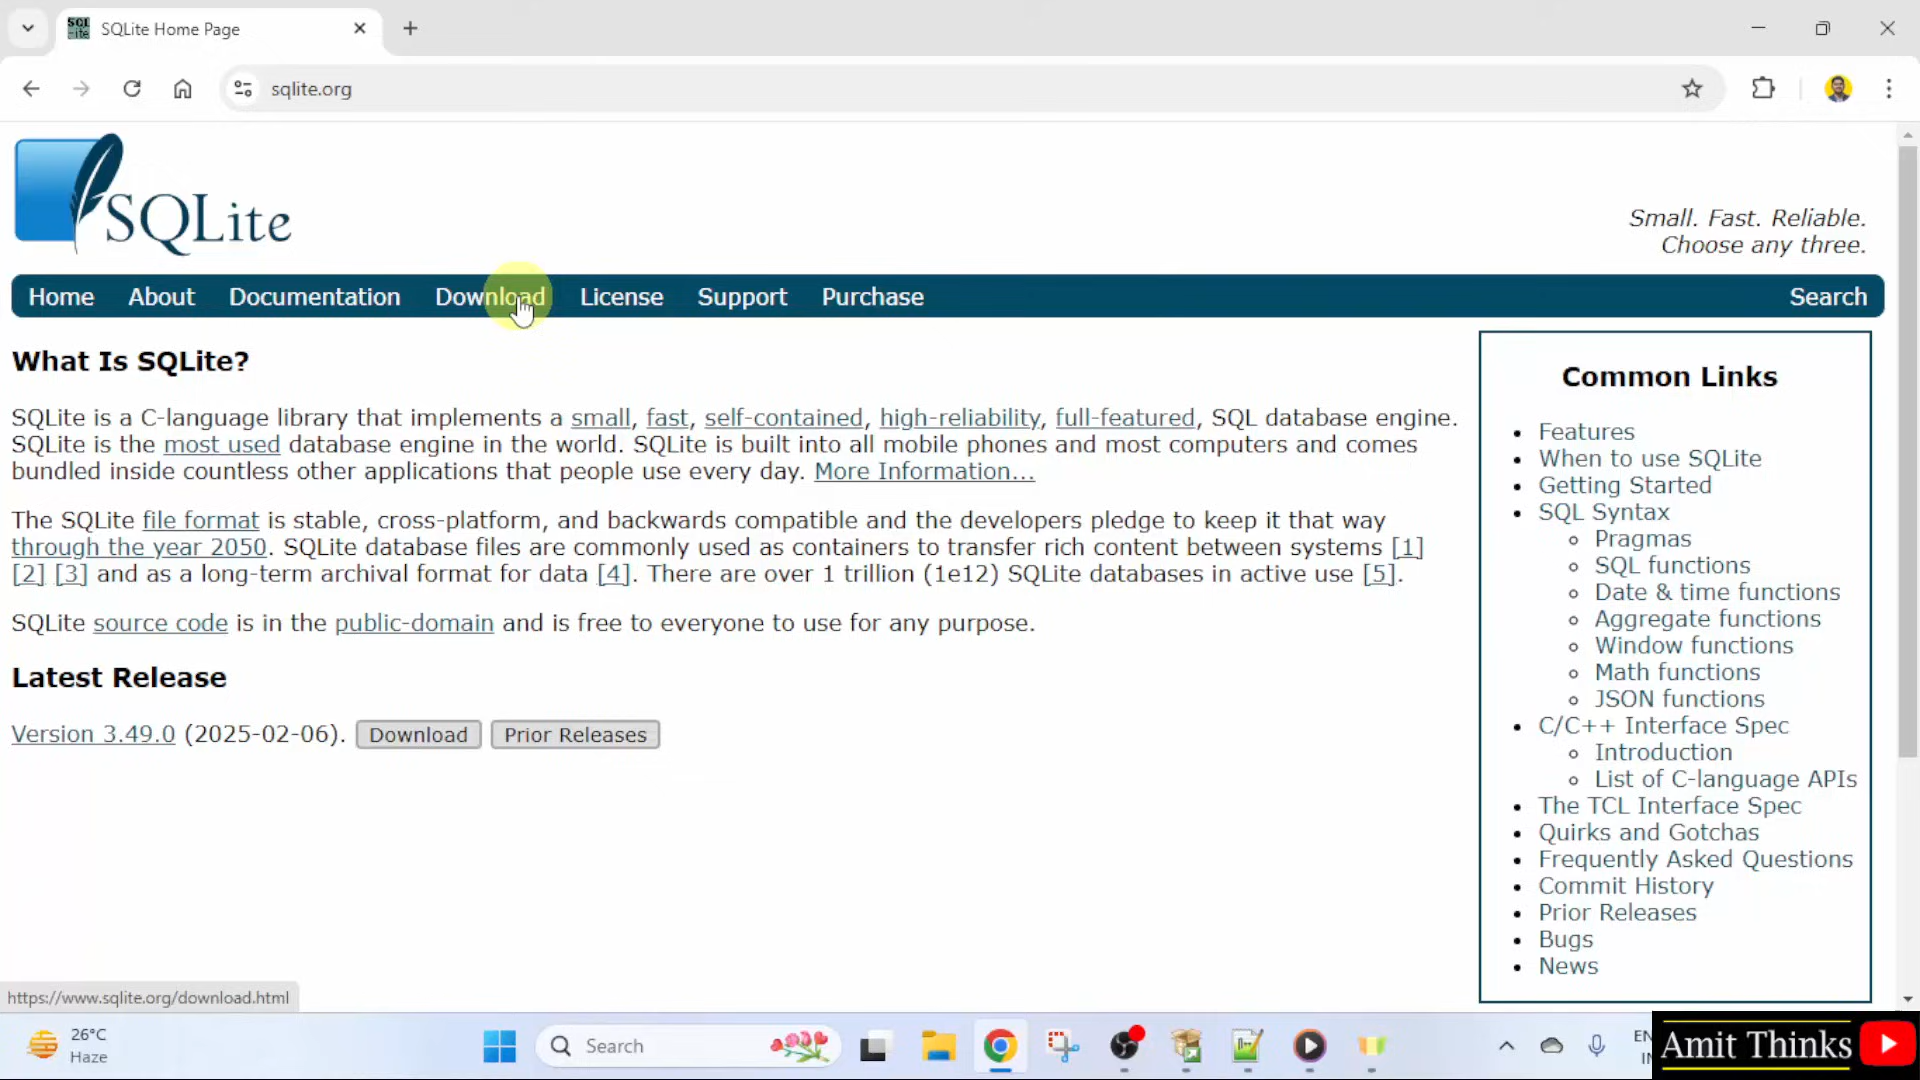 SQLite Home Page
sqlite.org
SQLite
Small. Fast. Reliable.
Choose any three.
Home About Documentation Download License Support Purchase Search
What Is SQLite?
SQLite is a C-language library that implements a small, fast, self-contained, high-reliability, full-featured, SQL database engine.
SQLite is the most used database engine in the world. SQLite is built into all mobile phones and most computers and comes
bundled inside countless other applications that people use every day. More Information...
The SQLite file format is stable, cross-platform, and backwards compatible and the developers pledge to keep it that way
through the year 2050. SQLite database files are commonly used as containers to transfer rich content between systems [1]
[2] [3] and as a long-term archival format for data [4]. There are over 1 trillion (1e12) SQLite databases in active use [5].
SQLite source code is in the public-domain and is free to everyone to use for any purpose.
Latest Release
Version 3.49.0 (2025-02-06). Download Prior Releases
Common Links
Features
When to use SQLite
Getting Started
SQL Syntax
Pragmas
SQL functions
Date & time functions
Aggregate functions
Window functions
Math functions
JSON functions
C/C++ Interface Spec
Introduction
List of C-language APIs
The TCL Interface Spec
Quirks and Gotchas
Frequently Asked Questions
Commit History
Prior Releases
Bugs
News
https://www.sqlite.org/download.html
26°C
Haze
Search
Amit Thinks